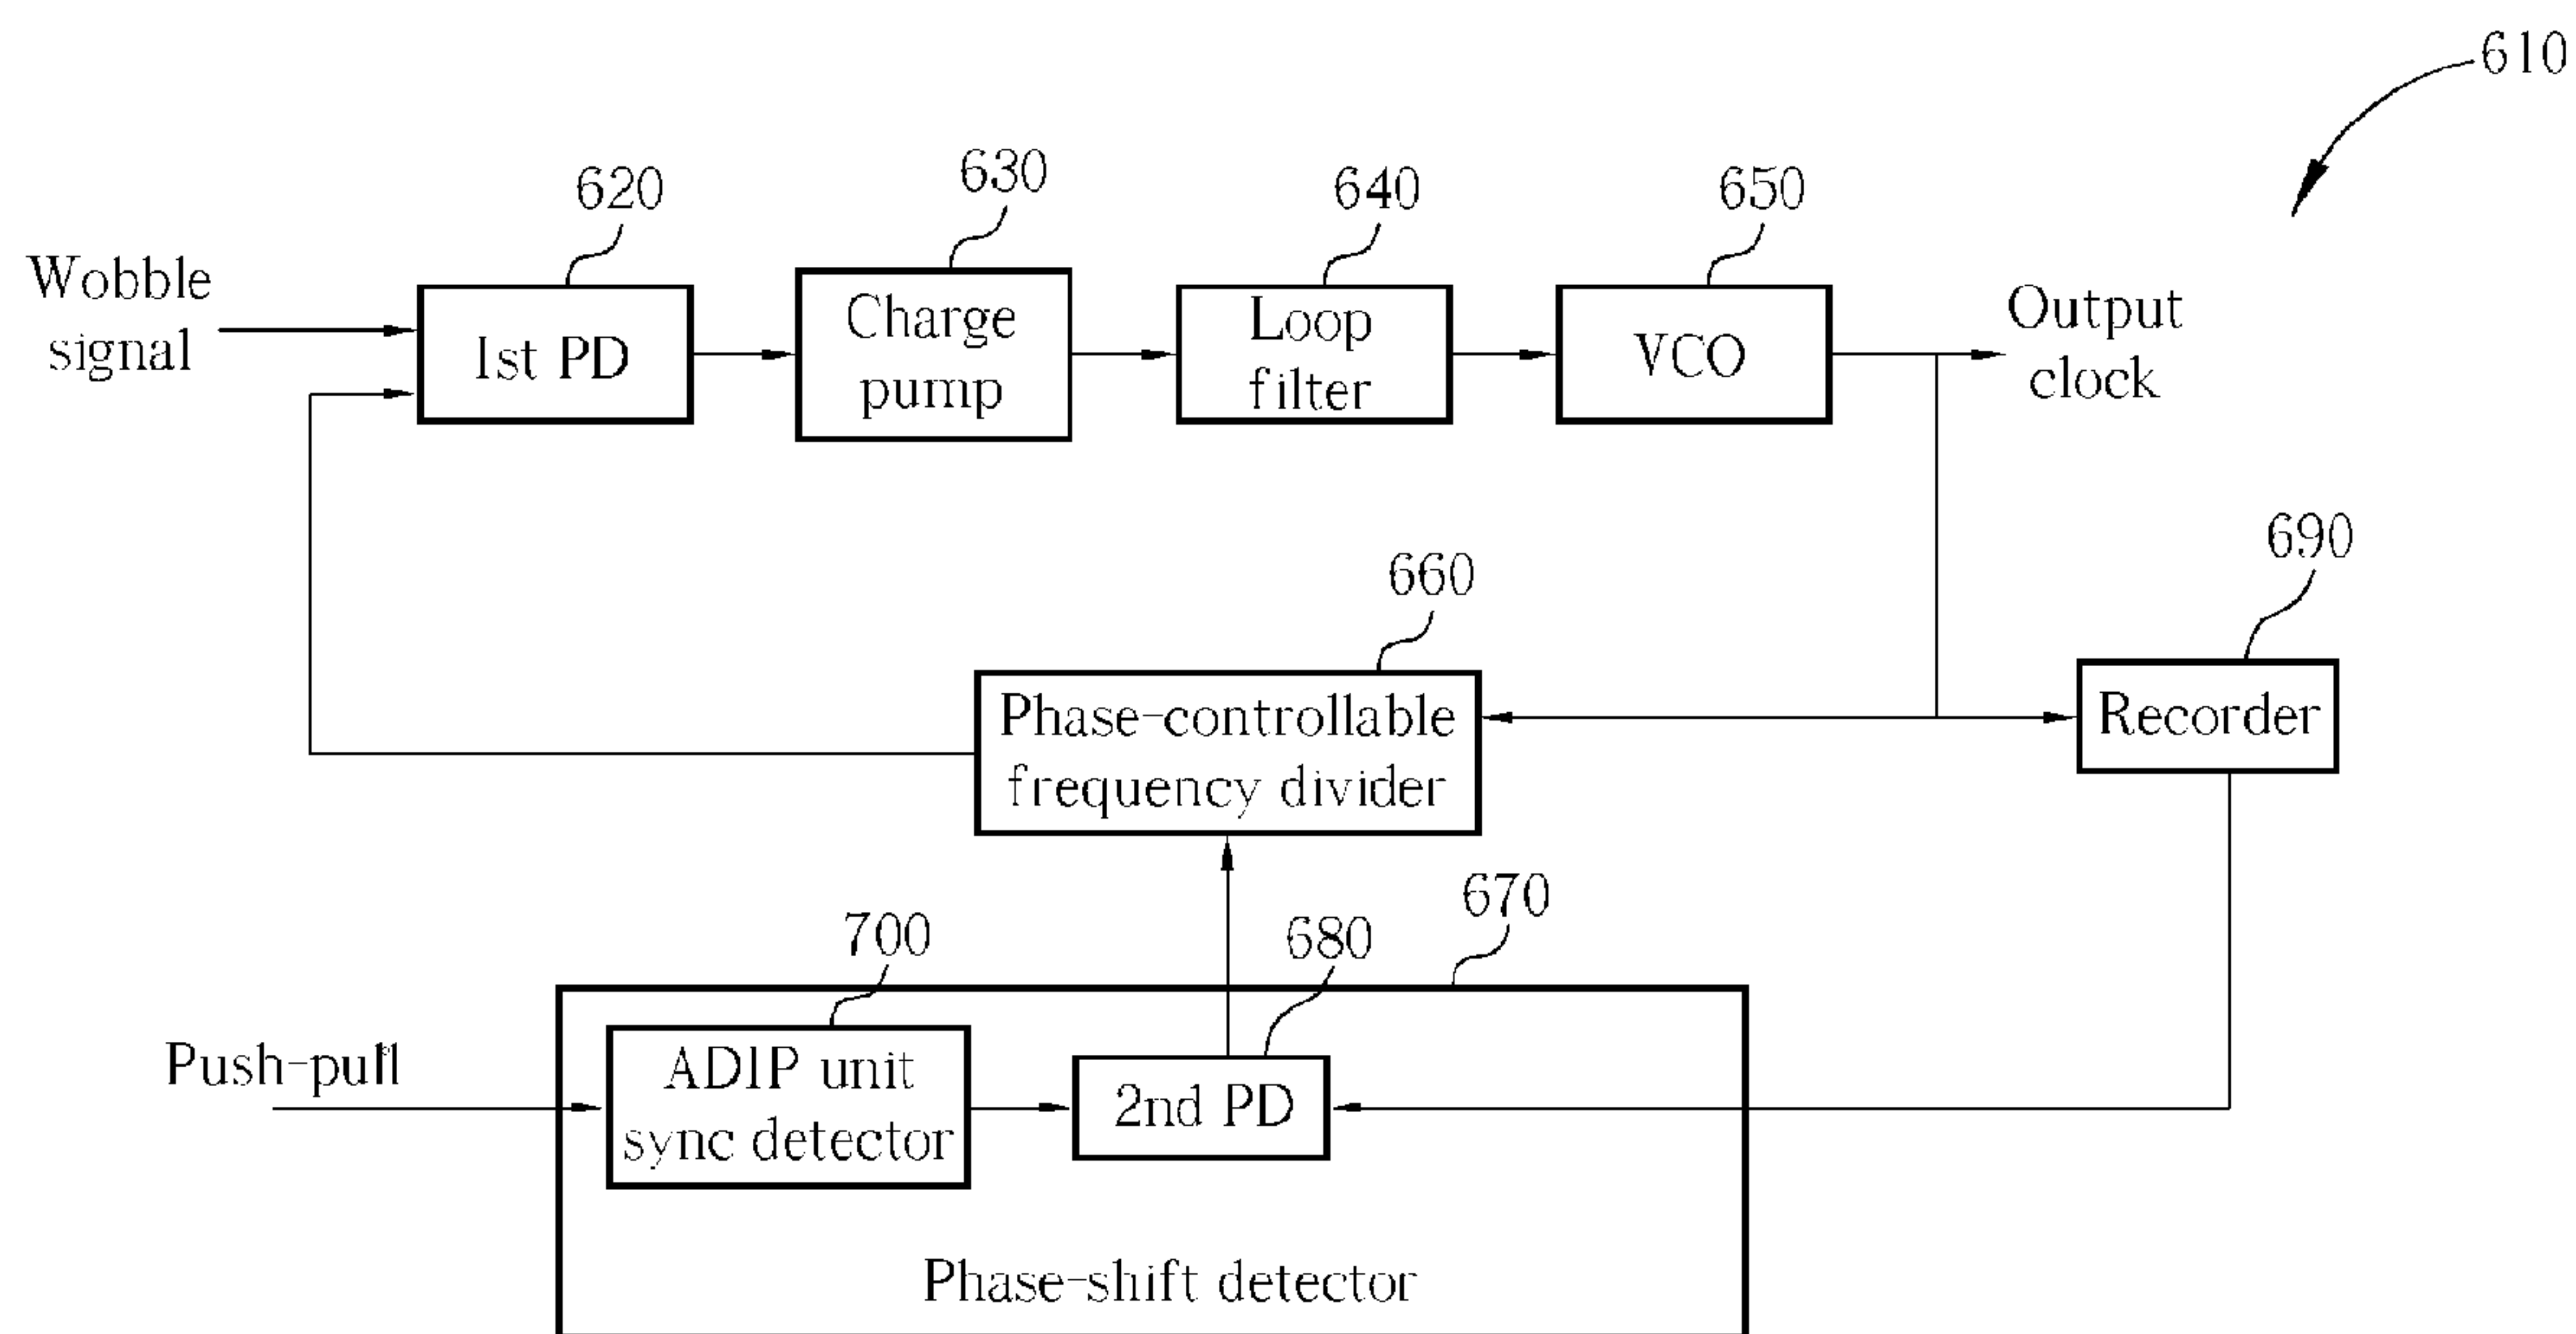 610
620
630
640
650
Wobble
signal
1st PD
Charge
pump
Loop
filter
VCO
Output
clock
690
660
Recorder
Phase-controllable
frequency divider
670
700
680
Push-pull
ADIP unit
sync detector
2nd PD
Phase-shift detector